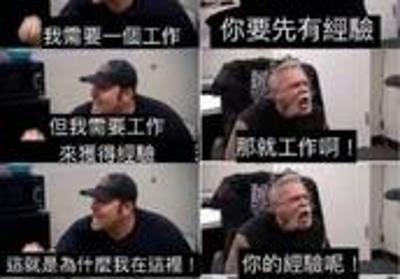 我需要一個工作
你要先有經驗
但我需要工作
來獲得經驗
那就工作啊！
這就是為什麼我在這裡！
你的經驗呢！